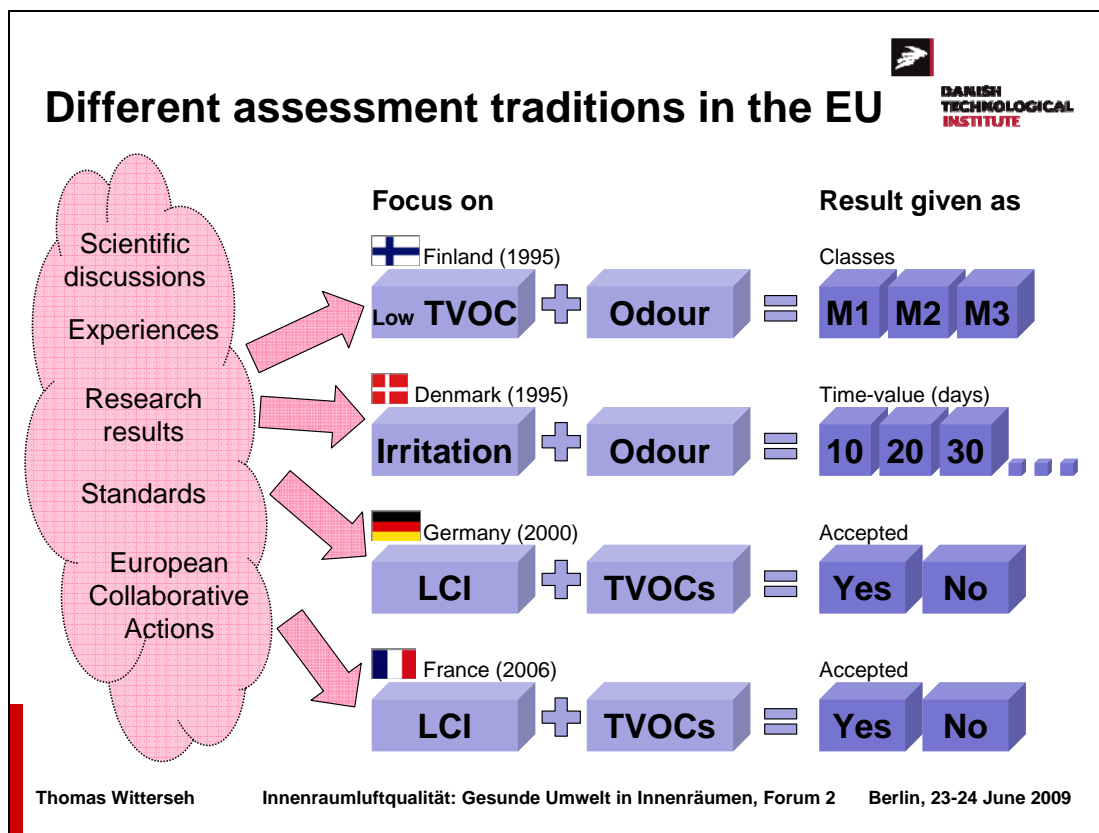 Different assessment traditions in the EU
DANISH
TECHNOLOGICAL
INSTITUTE
Scientific
discussions
Experiences
Research
results
Standards
European
Collaborative
Actions
Focus on
Result given as
Finland (1995)
Classes
Low TVOC
Odour
M1 M2 M3
Denmark (1995)
Time-value (days)
Irritation
Odour
10 20 30
Germany (2000)
Accepted
LCI
TVOCs
Yes No
France (2006)
Accepted
LCI
TVOCs
Yes No
Thomas Witterseh
Innenraumluftqualität: Gesunde Umwelt in Innenräumen, Forum 2
Berlin, 23-24 June 2009